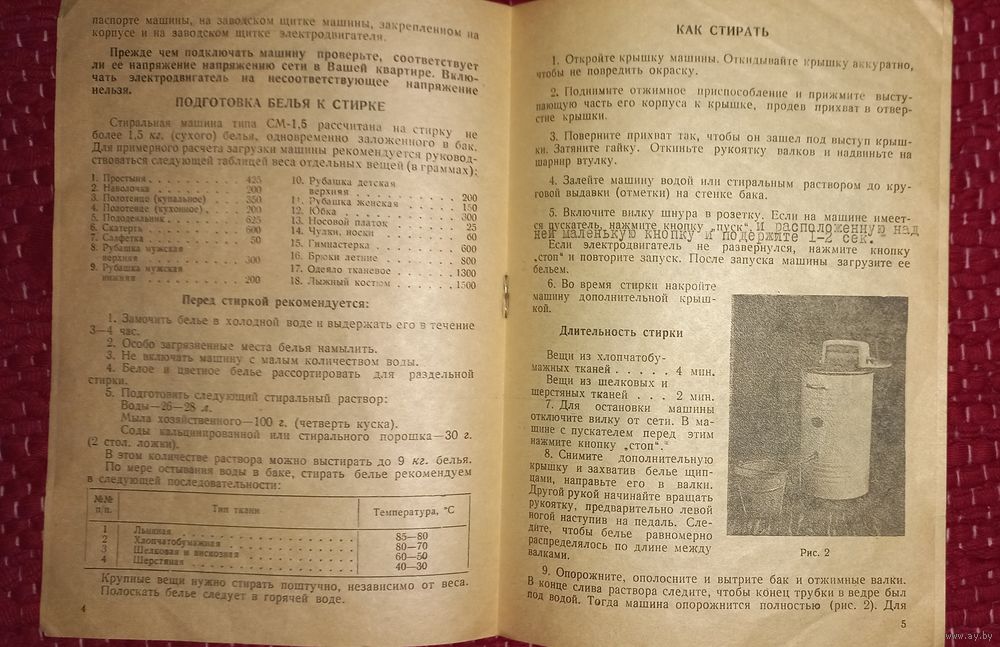 паспорте машины, на заводском щитке машины, закрепленном на
корпусе и на заводском щитке электродвигателя.
Прежде чем подключать машину проверьте, соответствует
ли ее напряжение напряжению сети в Вашей квартире. Вклю-
чать электродвигатель на несоответствующее напряжение
нельзя.
ПОДГОТОВКА БЕЛЬЯ К СТИРКЕ
Стиральная машина типа СМ-1,5 рассчитана на стирку не
более 1,5 кг. (сухого) белья, одновременно заложенного в бак.
Для примерного расчета загрузки машины рекомендуется руковод-
ствоваться следующей таблицей веса отдельных вещей (в граммах):
1. Простыня . . . . . . . . 425
2. Наволочка . . . . . . . 200
3. Полотенце (купальное) 350
4. Полотенце (кухонное) . 200
5. Пододеяльник . . . . . 625
6. Скатерть . . . . . . . . 600
7. Салфетка . . . . . . . . 50
8. Рубашка мужская
верхняя . . . . . . . . 300
9. Рубашка мужская
нижняя . . . . . . . . 200
10. Рубашка детская
верхняя . . . . . . . . 200
11. Рубашка женская . . . 150
12. Юбка . . . . . . . . . 300
13. Носовой платок . . . . 25
14. Чулки, носки . . . . . 60
15. Гимнастерка . . . . . 600
16. Брюки летние . . . . . 800
17. Одеяло тканевое . . . 1300
18. Лыжный костюм . . . . 1500
Перед стиркой рекомендуется:
1. Замочить белье в холодной воде и выдержать его в течение
3—4 час.
2. Особо загрязненные места белья намылить.
3. Не включать машину с малым количеством воды.
4. Белое и цветное белье рассортировать для раздельной
стирки.
5. Подготовить следующий стиральный раствор:
Воды—26—28 л.
Мыла хозяйственного—100 г. (четверть куска).
Соды кальцинированной или стирального порошка—30 г.
(2 стол. ложки).
В этом количестве раствора можно выстирать до 9 кг. белья.
По мере остывания воды в баке, стирать белье рекомендуем
в следующей последовательности:
№№ п/п. Тип ткани Температура, °С
1 Льняная . . . . . . . . 85—80
2 Хлопчатобумажная . . . . . . . . 80—70
3 Шелковая и вискозная . . . . . . . . 60—50
4 Шерстяная . . . . . . . . 40—30
Крупные вещи нужно стирать поштучно, независимо от веса.
Полоскать белье следует в горячей воде.
4
КАК СТИРАТЬ
1. Откройте крышку машины. Откидывайте крышку аккуратно,
чтобы не повредить окраску.
2. Поднимите отжимное приспособление и прижмите высту-
пающую часть его корпуса к крышке, продев прихват в отвер-
стие крышки.
3. Поверните прихват так, чтобы он зашел под выступ крыш-
ки. Затяните гайку. Откиньте рукоятку валков и надвиньте на
шарнир втулку.
4. Залейте машину водой или стиральным раствором до кру-
говой выдавки (отметки) на стенке бака.
5. Включите вилку шнура в розетку. Если на машине имеет-
ся пускатель, нажмите кнопку „пуск“. И расположенную над
ней маленькую кнопку и подержите 1-2 сек.
Если электродвигатель не развернулся, нажмите кнопку
„стоп“ и повторите запуск. После запуска машины загрузите ее
бельем.
6. Во время стирки накройте
машину дополнительной крыш-
кой.
Длительность стирки
Вещи из хлопчатобу-
мажных тканей . . . . . 4 мин.
Вещи из шелковых и
шерстяных тканей . . . 2 мин.
7. Для остановки машины
отключите вилку от сети. В ма-
шине с пускателем перед этим
нажмите кнопку „стоп“.
8. Снимите дополнительную
крышку и захватив белье щип-
цами, направьте его в валки.
Другой рукой начинайте вращать
рукоятку, предварительно левой
ногой наступив на педаль. Сле-
дите, чтобы белье равномерно
распределялось по длине между
валками.
Рис. 2
9. Опорожните, ополосните и вытрите бак и отжимные валки.
В конце слива раствора следите, чтобы конец трубки в ведре был
под водой. Тогда машина опорожнится полностью (рис. 2). Для
5
www.ay.by